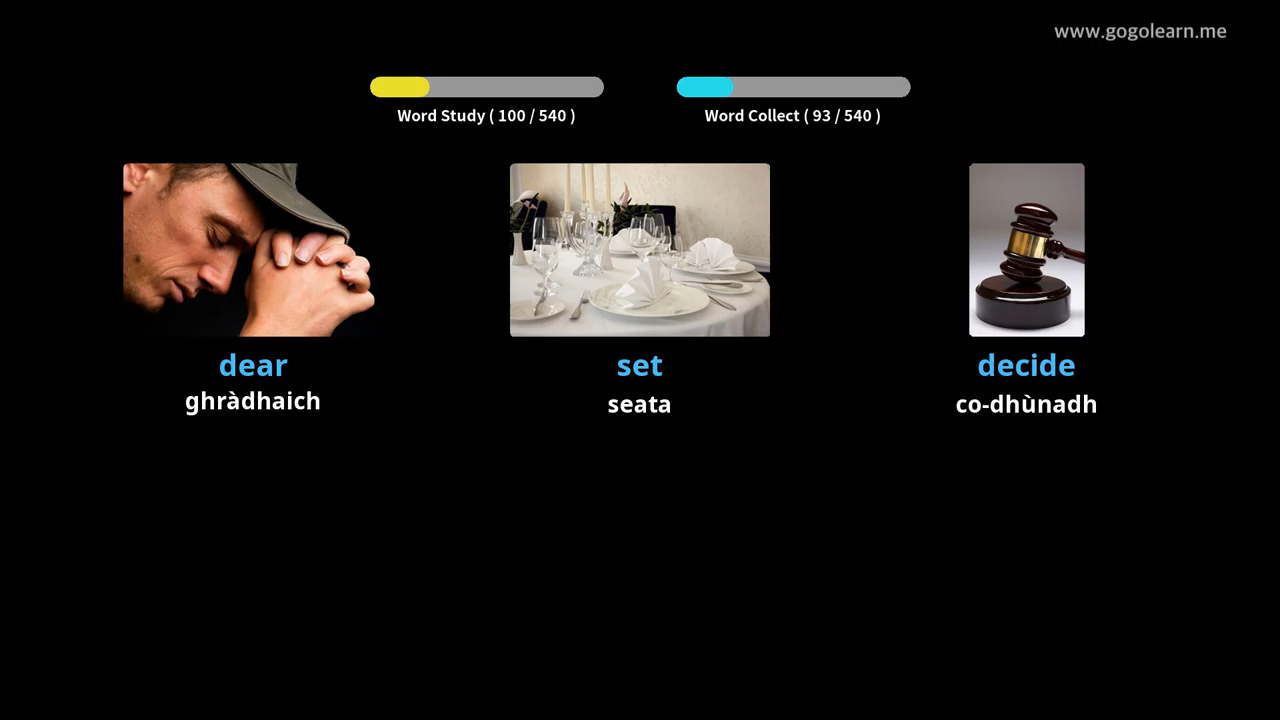 www.gogolearn.me
Word Study ( 100 / 540 )
Word Collect ( 93 / 540 )
dear
ghràdhaich
set
seata
decide
co-dhùnadh